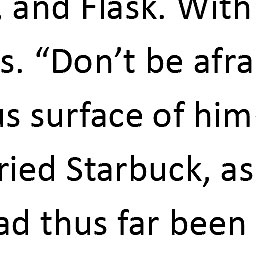 , and Flask. With
s. “Don’t be afra
us surface of him
ried Starbuck, as
ad thus far been